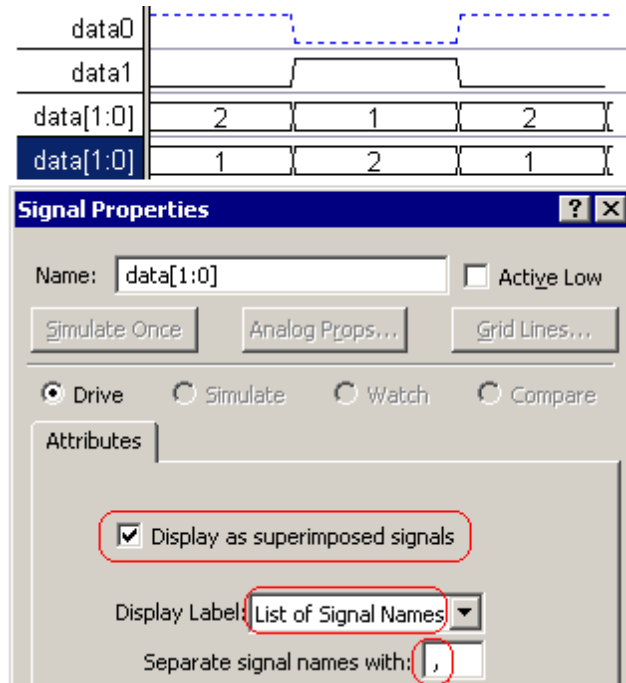 data0
data1
data[1:0] 2 1 2
data[1:0] 1 2 1
Signal Properties ? X
Name: data[1:0] Active Low
Simulate Once Analog Props... Grid Lines...
Drive Simulate Watch Compare
Attributes
Display as superimposed signals
Display Label: List of Signal Names
Separate signal names with: ,